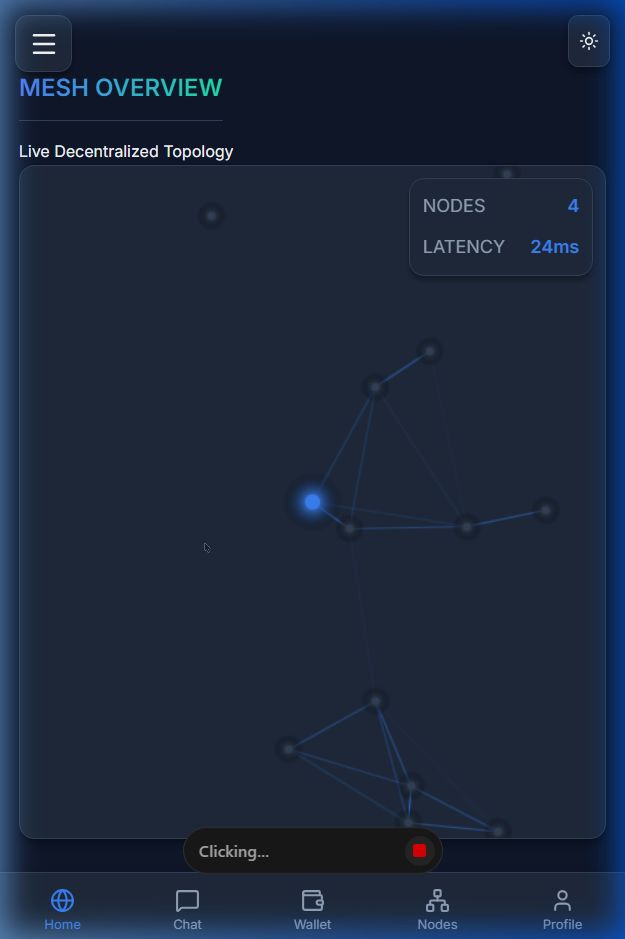 MESH OVERVIEW
Live Decentralized Topology
NODES 4
LATENCY 24ms
Clicking...
Home Chat Wallet Nodes Profile